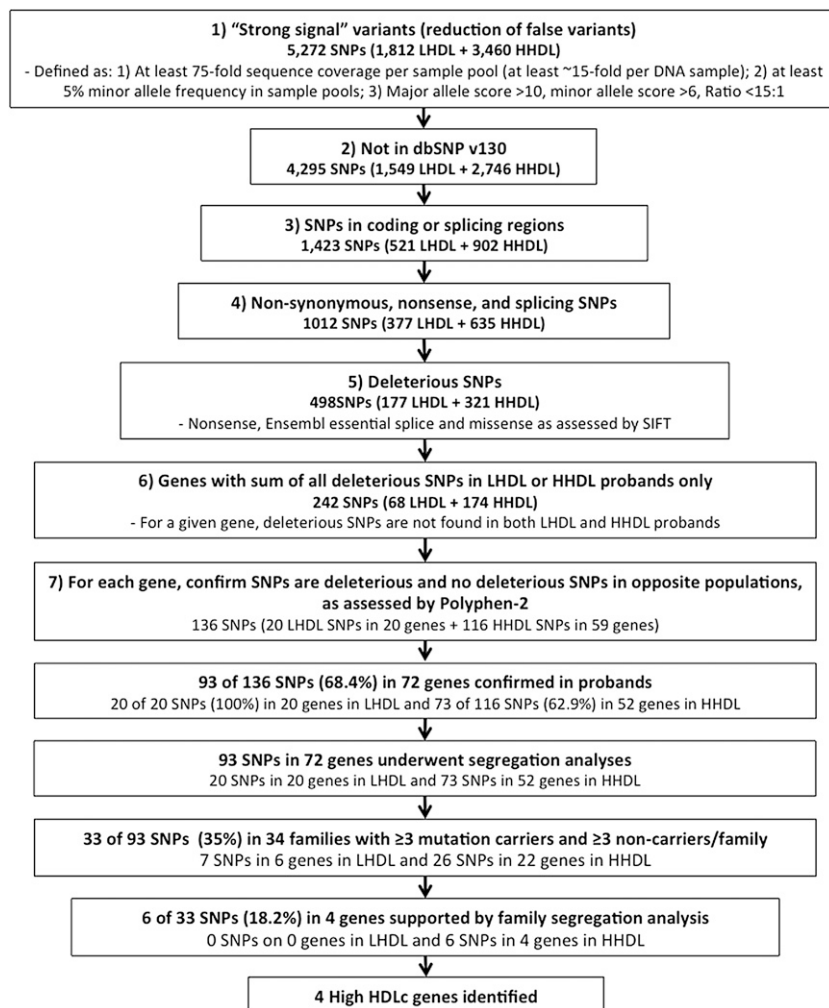 1) “Strong signal” variants (reduction of false variants)
5,272 SNPs (1,812 LHDL + 3,460 HHDL)
- Defined as: 1) At least 75-fold sequence coverage per sample pool (at least ~15-fold per DNA sample); 2) at least
5% minor allele frequency in sample pools; 3) Major allele score >10, minor allele score >6, Ratio <15:1
2) Not in dbSNP v130
4,295 SNPs (1,549 LHDL + 2,746 HHDL)
3) SNPs in coding or splicing regions
1,423 SNPs (521 LHDL + 902 HHDL)
4) Non-synonymous, nonsense, and splicing SNPs
1012 SNPs (377 LHDL + 635 HHDL)
5) Deleterious SNPs
498SNPs (177 LHDL + 321 HHDL)
- Nonsense, Ensembl essential splice and missense as assessed by SIFT
6) Genes with sum of all deleterious SNPs in LHDL or HHDL probands only
242 SNPs (68 LHDL + 174 HHDL)
- For a given gene, deleterious SNPs are not found in both LHDL and HHDL probands
7) For each gene, confirm SNPs are deleterious and no deleterious SNPs in opposite populations,
as assessed by Polyphen-2
136 SNPs (20 LHDL SNPs in 20 genes + 116 HHDL SNPs in 59 genes)
93 of 136 SNPs (68.4%) in 72 genes confirmed in probands
20 of 20 SNPs (100%) in 20 genes in LHDL and 73 of 116 SNPs (62.9%) in 52 genes in HHDL
93 SNPs in 72 genes underwent segregation analyses
20 SNPs in 20 genes in LHDL and 73 SNPs in 52 genes in HHDL
33 of 93 SNPs (35%) in 34 families with ≥3 mutation carriers and ≥3 non-carriers/family
7 SNPs in 6 genes in LHDL and 26 SNPs in 22 genes in HHDL
6 of 33 SNPs (18.2%) in 4 genes supported by family segregation analysis
0 SNPs on 0 genes in LHDL and 6 SNPs in 4 genes in HHDL
4 High HDLc genes identified